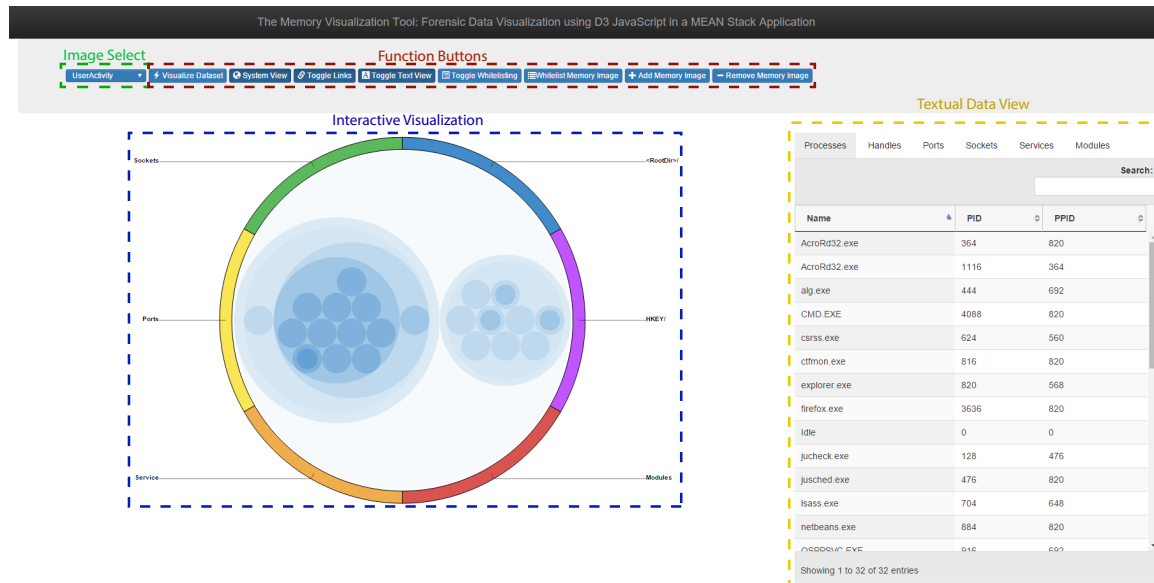 The Memory Visualization Tool: Forensic Data Visualization using D3 JavaScript in a MEAN Stack Application
Image Select
Function Buttons
UserActivity
Visualize Dataset
System View
Toggle Links
Toggle Text View
Toggle Whitelisting
Whitelist Memory Image
Add Memory Image
Remove Memory Image
Textual Data View
Interactive Visualization
Sockets
<RootDir>/
Ports
HKEY/
Service
Modules
Processes Handles Ports Sockets Services Modules
Search:
Name PID PPID
AcroRd32.exe 364 820
AcroRd32.exe 1116 364
alg.exe 444 692
CMD.EXE 4088 820
csrss.exe 624 560
ctfmon.exe 816 820
explorer.exe 820 568
firefox.exe 3636 820
Idle 0 0
jucheck.exe 128 476
jusched.exe 476 820
lsass.exe 704 648
netbeans.exe 884 820
OSPPSVC.EXE 916 692
Showing 1 to 32 of 32 entries